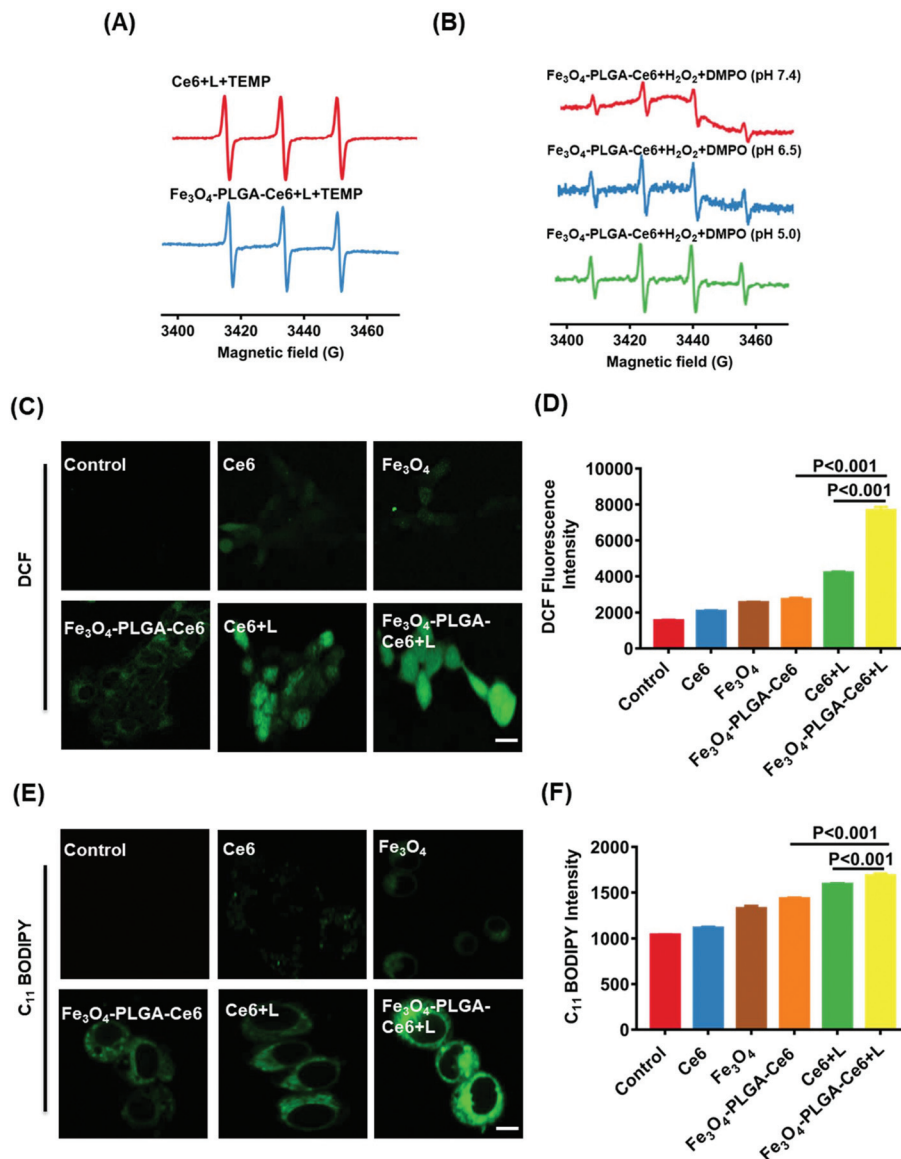 (A)
Ce6+L+TEMP
Fe3O4-PLGA-Ce6+L+TEMP
3400 3420 3440 3460
Magnetic field (G)
(B)
Fe3O4-PLGA-Ce6+H2O2+DMPO (pH 7.4)
Fe3O4-PLGA-Ce6+H2O2+DMPO (pH 6.5)
Fe3O4-PLGA-Ce6+H2O2+DMPO (pH 5.0)
3400 3420 3440 3460
Magnetic field (G)
(C)
DCF
Control
Ce6
Fe3O4
Fe3O4-PLGA-Ce6
Ce6+L
Fe3O4-PLGA-
Ce6+L
(D)
DCF Fluorescence
Intensity
10000
8000
6000
4000
2000
0
P<0.001
P<0.001
Control
Ce6
Fe3O4
Fe3O4-PLGA-Ce6
Ce6+L
Fe3O4-PLGA-Ce6+L
(E)
C11 BODIPY
Control
Ce6
Fe3O4
Fe3O4-PLGA-Ce6
Ce6+L
Fe3O4-PLGA-
Ce6+L
(F)
C11 BODIPY Intensity
2000
1500
1000
500
0
P<0.001
P<0.001
Control
Ce6
Fe3O4
Fe3O4-PLGA-Ce6
Ce6+L
Fe3O4-PLGA-Ce6+L